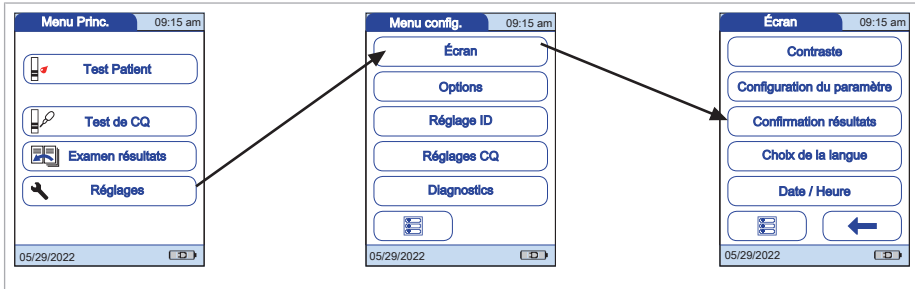 Menu Princ. 09:15 am
Test Patient
Test de CQ
Examen résultats
Réglages
05/29/2022
Menu config. 09:15 am
Écran
Options
Réglage ID
Réglages CQ
Diagnostics
05/29/2022
Écran 09:15 am
Contraste
Configuration du paramètre
Confirmation résultats
Choix de la langue
Date / Heure
05/29/2022